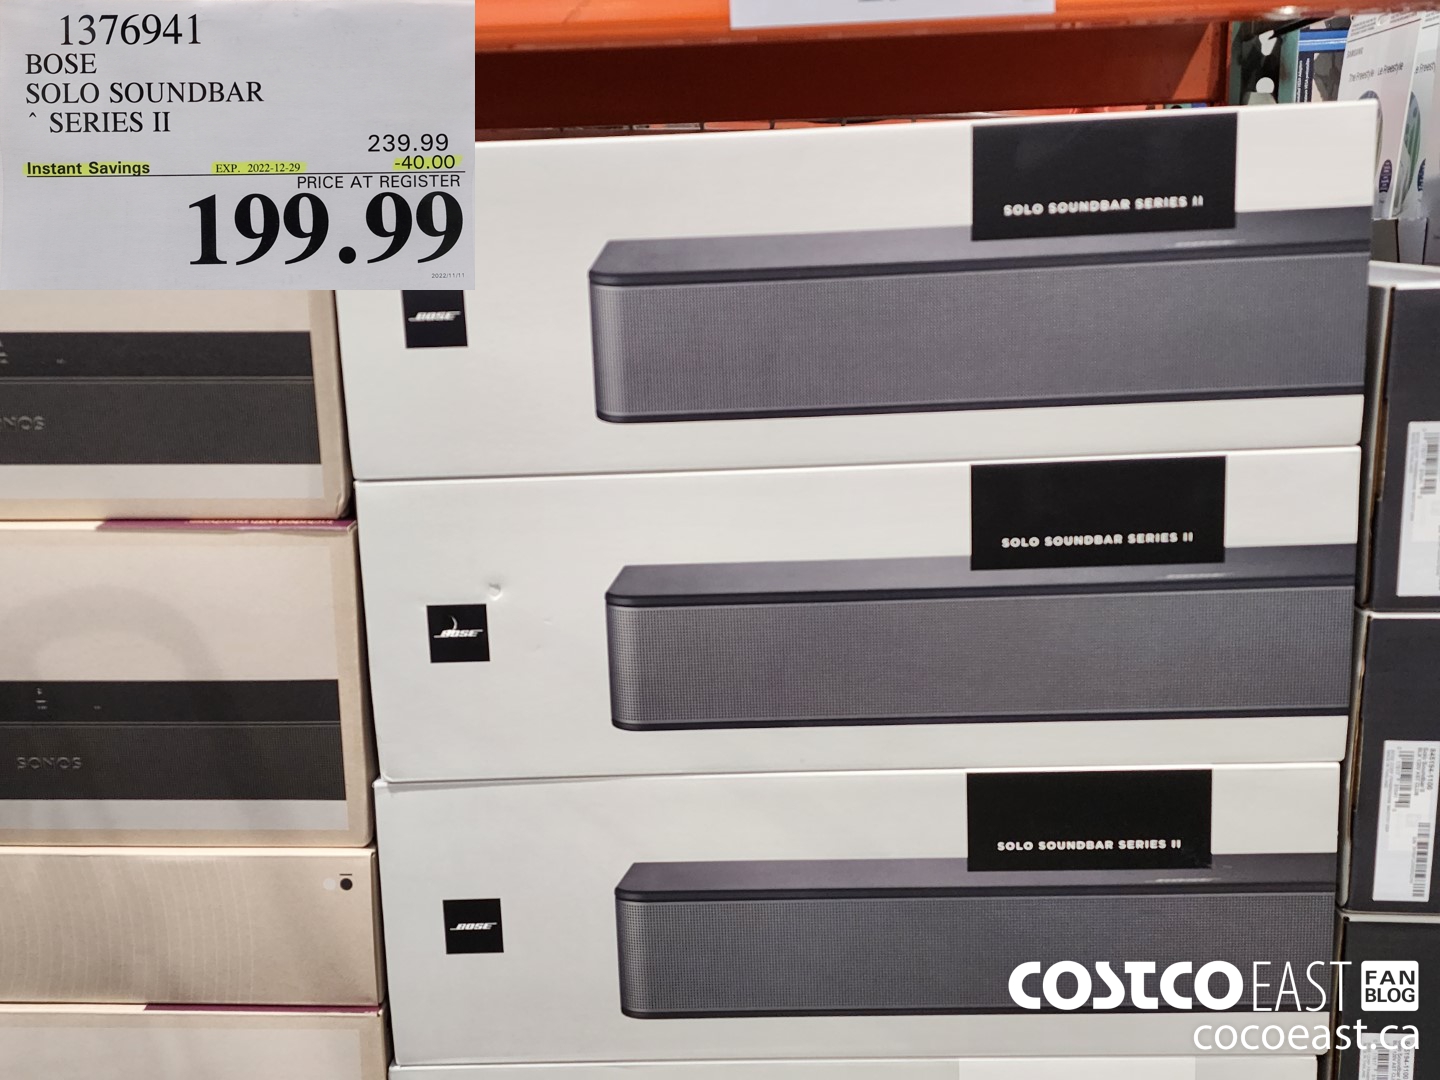 1376941
BOSE
SOLO SOUNDBAR
^ SERIES II
239.99
Instant Savings EXP. 2022-12-29 -40.00
PRICE AT REGISTER
199.99
2022/11/11
SOLO SOUNDBAR SERIES II
BOSE
SONOS
SOLO SOUNDBAR SERIES II
BOSE
SONOS
SOLO SOUNDBAR SERIES II
BOSE
The Freestyle
COSTCO EAST FAN BLOG
cocoeast.ca